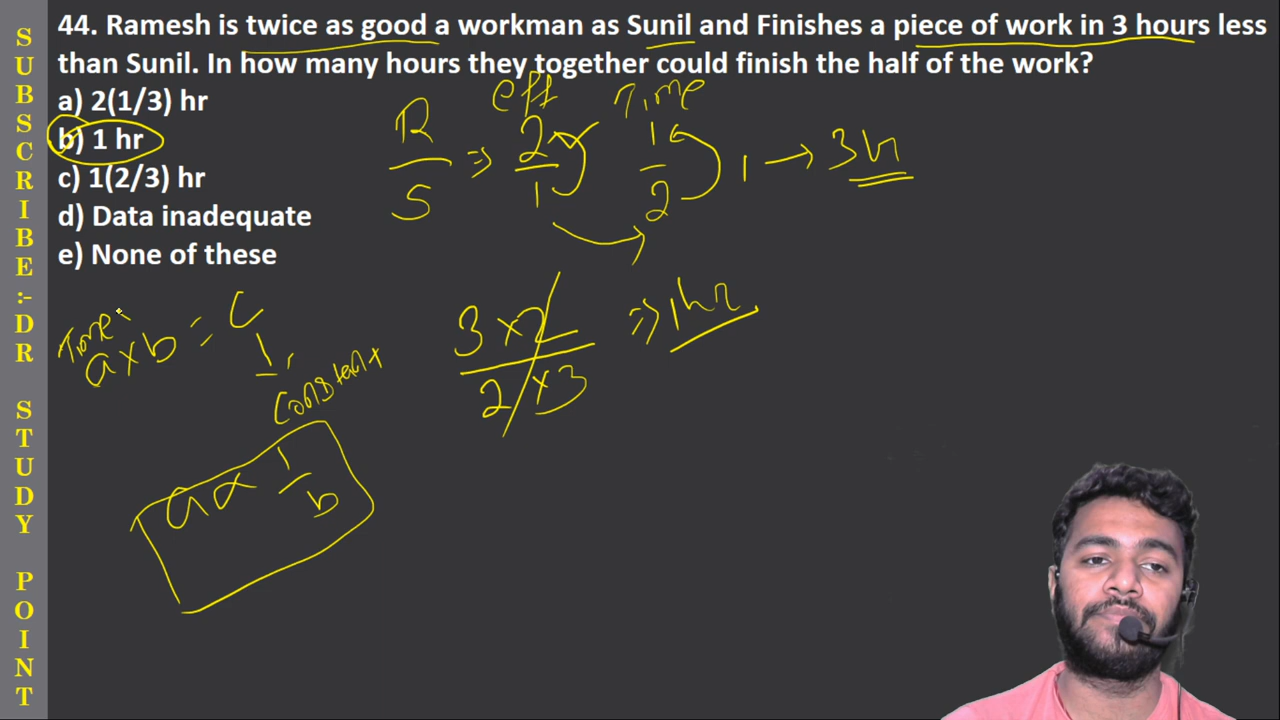 SUBSCRIBE :- DR STUDY POINT
44. Ramesh is twice as good a workman as Sunil and Finishes a piece of work in 3 hours less
than Sunil. In how many hours they together could finish the half of the work?
a) 2(1/3) hr
b) 1 hr
c) 1(2/3) hr
d) Data inadequate
e) None of these
eff Time
R/S => 2/1 1/2 1 → 3hr
Time
a x b = C
Constant
3 x 2 / 2 x 3 => 1hr
a ∝ 1/b